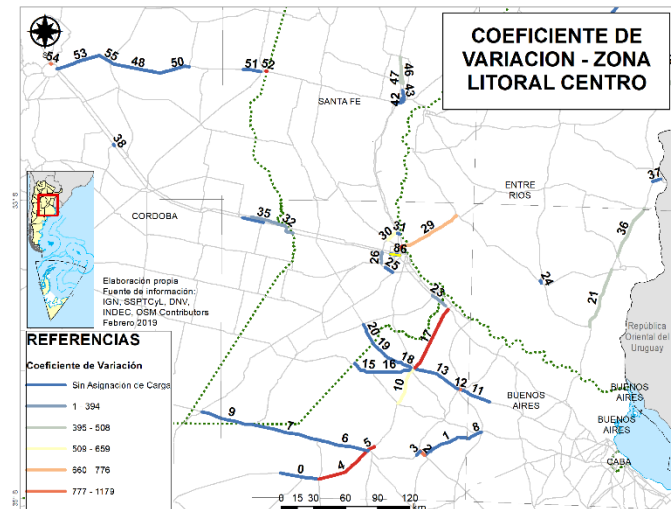 COEFICIENTE DE
VARIACION - ZONA
LITORAL CENTRO
54
53
55
48
50
51
52
47
46
42
43
SANTA FE
38
37
33° S
ENTRE
RIOS
CORDOBA
35
32
30
31
29
36
86
26
25
24
23
21
República
Oriental del
Uruguay
Elaboración propia
Fuente de información:
IGN, SSPTCyL, DNV,
INDEC, OSM Contributors
Febrero 2019
20
19
17
15
16
18
13
10
12
11
BUENOS
AIRES
BUENOS
AIRES
BUENOS
AIRES
CABA
9
7
6
5
3
2
1
8
0
4
REFERENCIAS
Coeficiente de Variación
Sin Asignación de Carga
1 - 394
395 - 508
509 - 659
660 - 776
777 - 1179
0 15 30 60 90 120
km